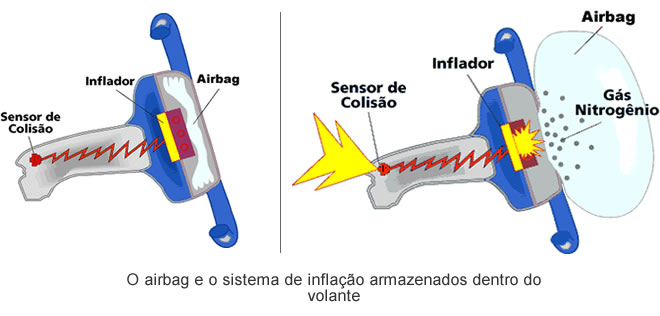 Inflador
Airbag
Sensor de
Colisão
Airbag
Inflador
Sensor de
Colisão
Gás
Nitrogênio
O airbag e o sistema de inflação armazenados dentro do
volante